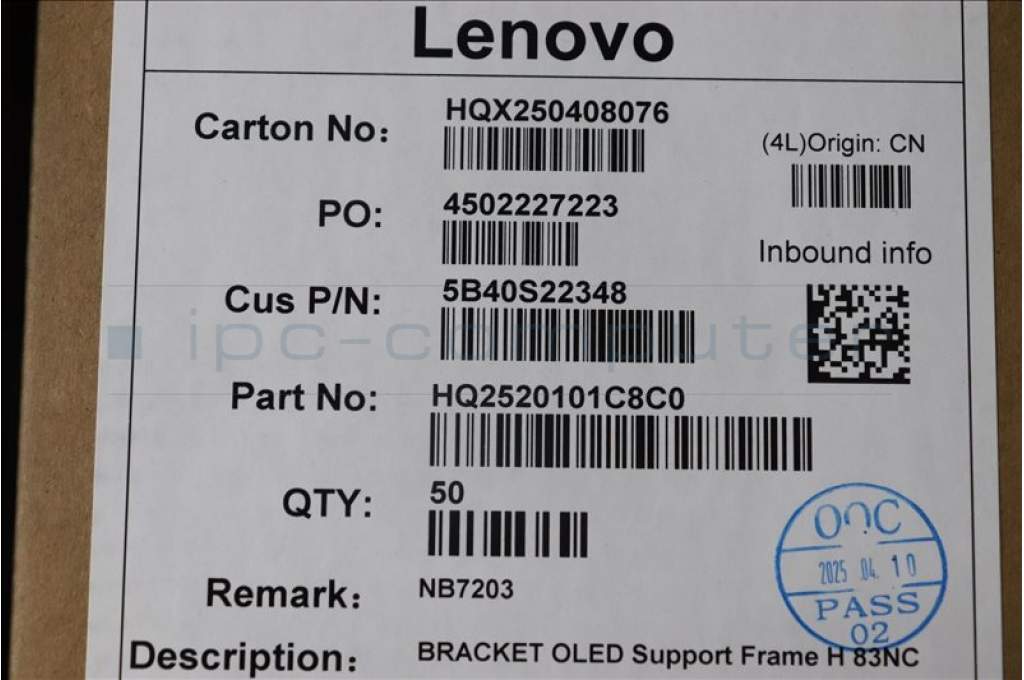 Lenovo
Carton No: HQX250408076
(4L)Origin: CN
PO: 4502227223
Inbound info
Cus P/N: 5B40S22348
ipc-computer
Part No: HQ2520101C8C0
QTY: 50
OQC
2025 04. 10
PASS
02
Remark: NB7203
Description: BRACKET OLED Support Frame H 83NC